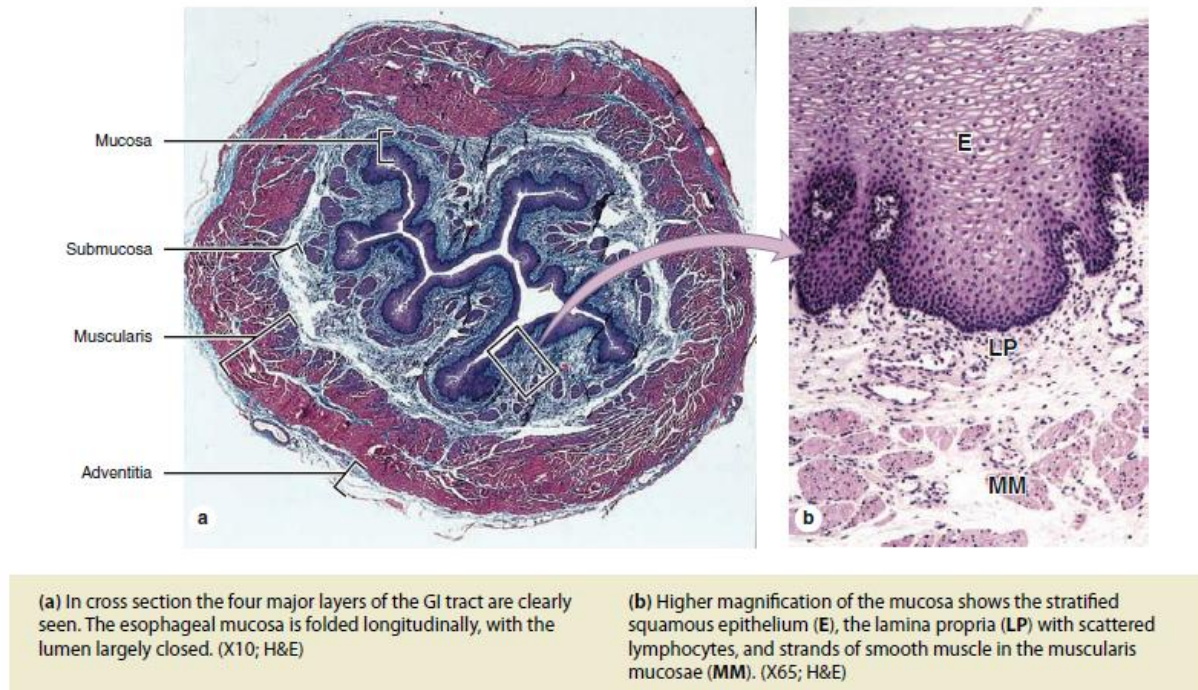 Mucosa
Submucosa
Muscularis
Adventitia
a
E
LP
MM
b
(a) In cross section the four major layers of the GI tract are clearly
seen. The esophageal mucosa is folded longitudinally, with the
lumen largely closed. (X10; H&E)
(b) Higher magnification of the mucosa shows the stratified
squamous epithelium (E), the lamina propria (LP) with scattered
lymphocytes, and strands of smooth muscle in the muscularis
mucosae (MM). (X65; H&E)